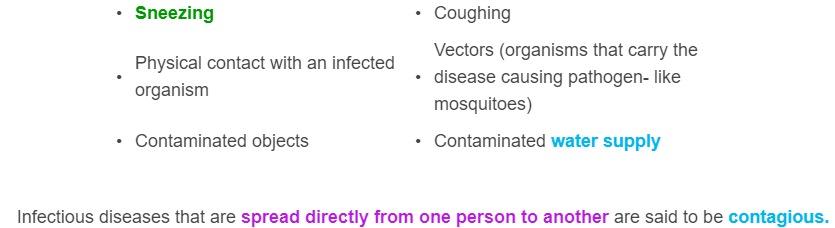 • Sneezing
• Coughing
• Physical contact with an infected
organism
• Vectors (organisms that carry the
disease causing pathogen- like
mosquitoes)
• Contaminated objects
• Contaminated water supply
Infectious diseases that are spread directly from one person to another are said to be contagious.